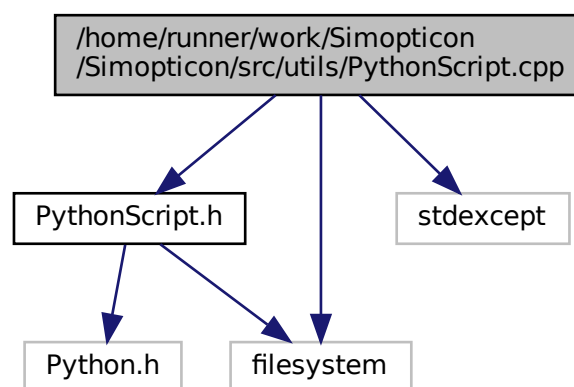 /home/runner/work/Simopticon
/Simopticon/src/utils/PythonScript.cpp
PythonScript.h
stdexcept
Python.h
filesystem